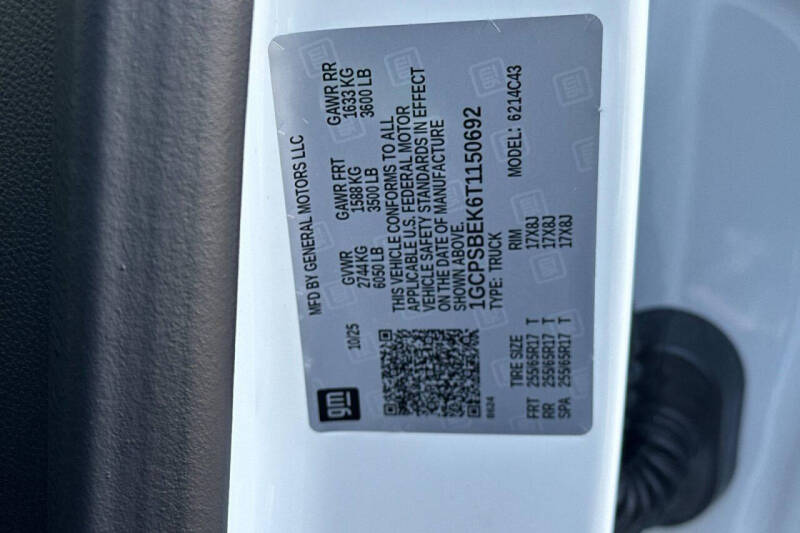 gm
MFD BY GENERAL MOTORS LLC
10/25
GVWR
2744KG
6050 LB
GAWR FRT
1588 KG
3500 LB
GAWR RR
1633 KG
3600 LB
THIS VEHICLE CONFORMS TO ALL
APPLICABLE U.S. FEDERAL MOTOR
VEHICLE SAFETY STANDARDS IN EFFECT
ON THE DATE OF MANUFACTURE
SHOWN ABOVE.
1GCPSBEK6T1150692
TYPE: TRUCK
MODEL: 6214C43
TIRE SIZE RIM
FRT 255/65R17 T 17X8J
RR 255/65R17 T 17X8J
SPA 255/65R17 T 17X8J